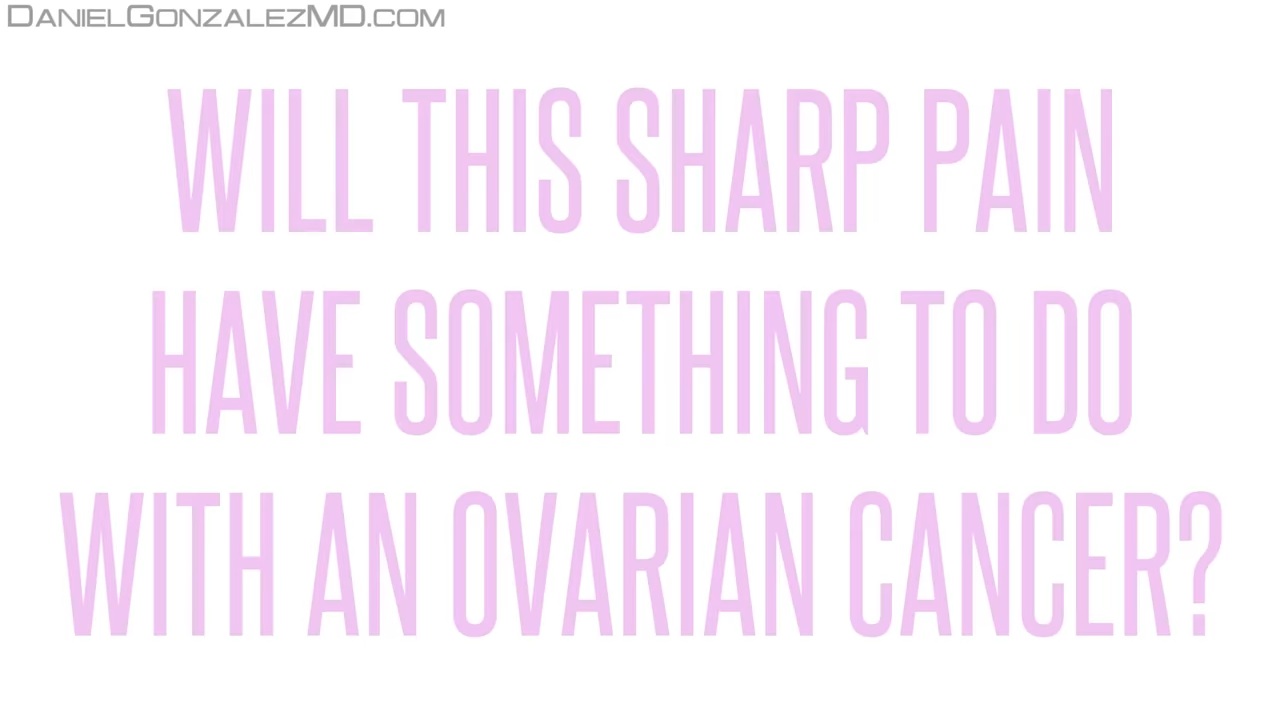 DanielGonzalezMD.com
WILL THIS SHARP PAIN
HAVE SOMETHING TO DO
WITH AN OVARIAN CANCER?